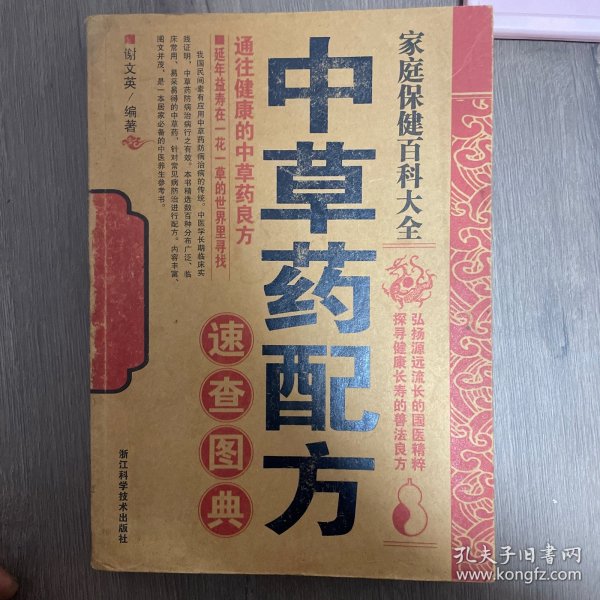 家庭保健百科大全
弘扬源远流长的国医精粹
探寻健康长寿的善法良方
中草药配方
速查图典
通往健康的中草药良方
■延年益寿在一花一草的世界里寻找
我国民间素有应用中草药防病治病的传统。中医学长期临床实
践证明，中草药防病治病行之有效。本书精选数百种分布广泛、临
床常用、易采易得的中草药，针对常见病防治进行配方。内容丰富、
图文并茂，是一本居家必备的中医养生参考书。
谢文英/编著
浙江科学技术出版社
孔夫子旧书网
www.kongfz.com